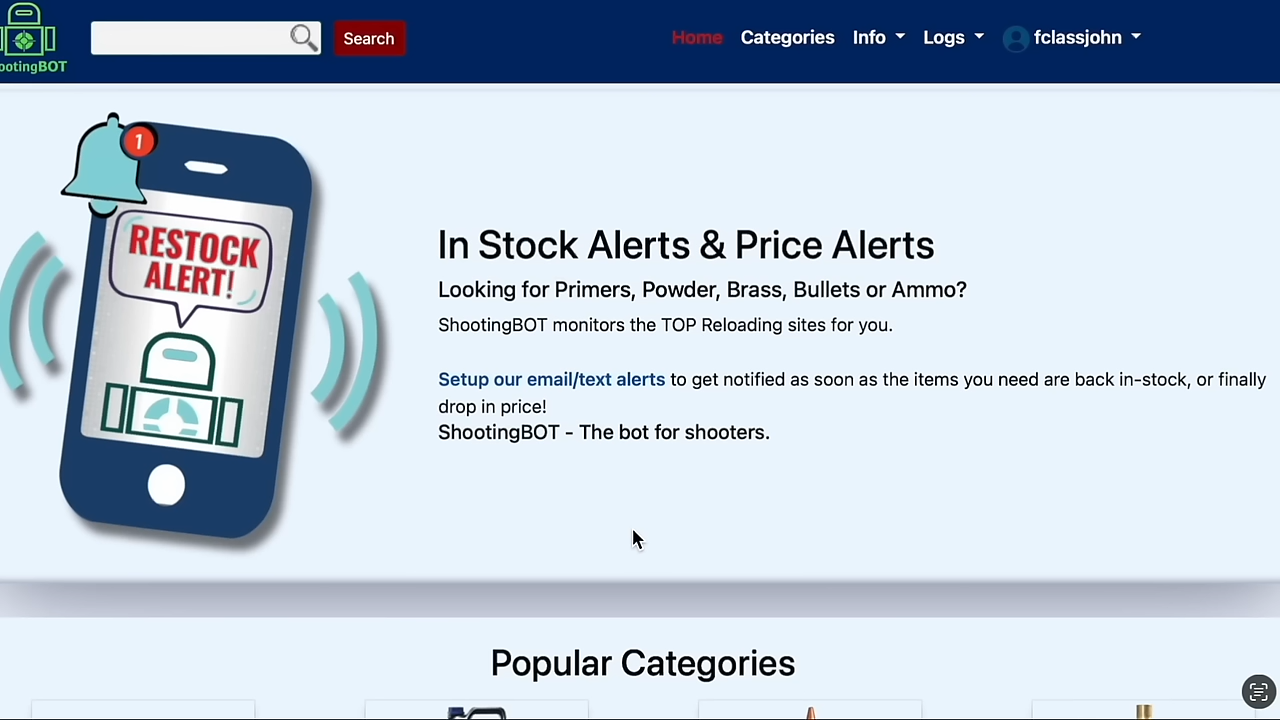 ootingBOT
Search
Home Categories Info Logs fclassjohn
1
RESTOCK
ALERT!
In Stock Alerts & Price Alerts
Looking for Primers, Powder, Brass, Bullets or Ammo?
ShootingBOT monitors the TOP Reloading sites for you.
Setup our email/text alerts to get notified as soon as the items you need are back in-stock, or finally
drop in price!
ShootingBOT - The bot for shooters.
Popular Categories